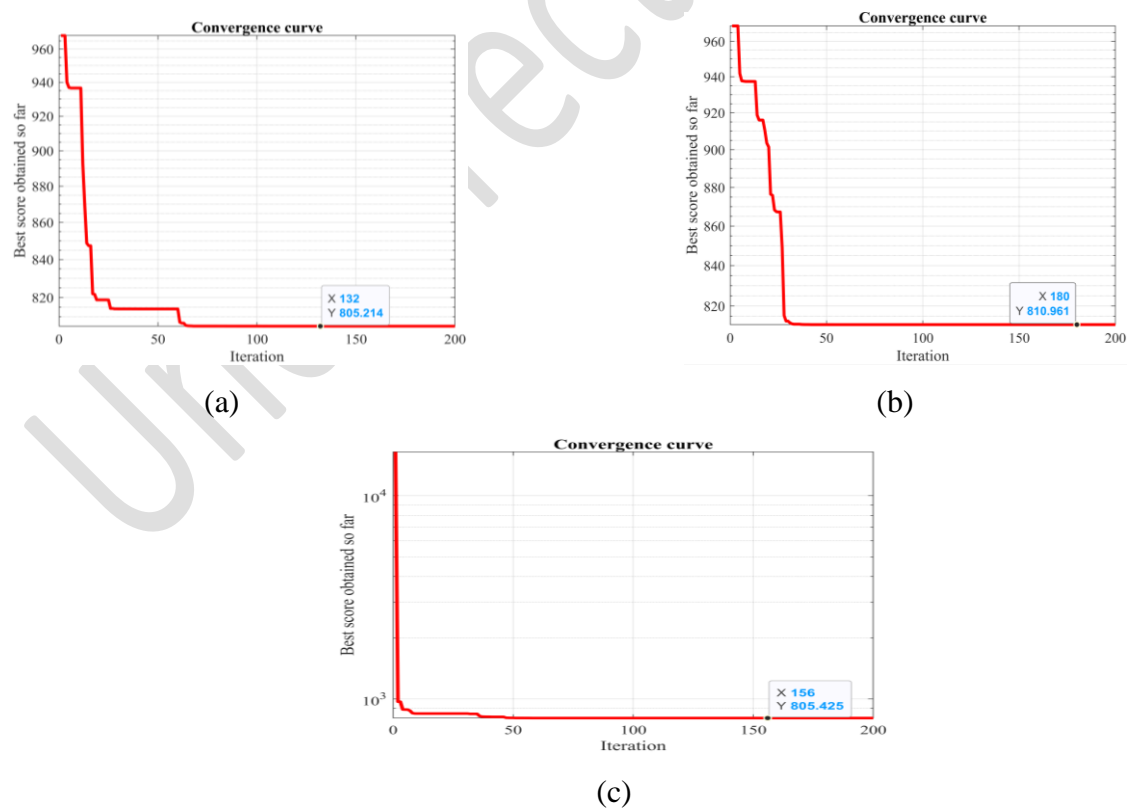 Convergence curve
Best score obtained so far
960
940
920
900
880
860
840
820
X 132
Y 805.214
0
50
100
150
200
Iteration
(a)
Convergence curve
Best score obtained so far
960
940
920
900
880
860
840
820
X 180
Y 810.961
0
50
100
150
200
Iteration
(b)
Convergence curve
Best score obtained so far
10^4
10^3
X 156
Y 805.425
0
50
100
150
200
Iteration
(c)